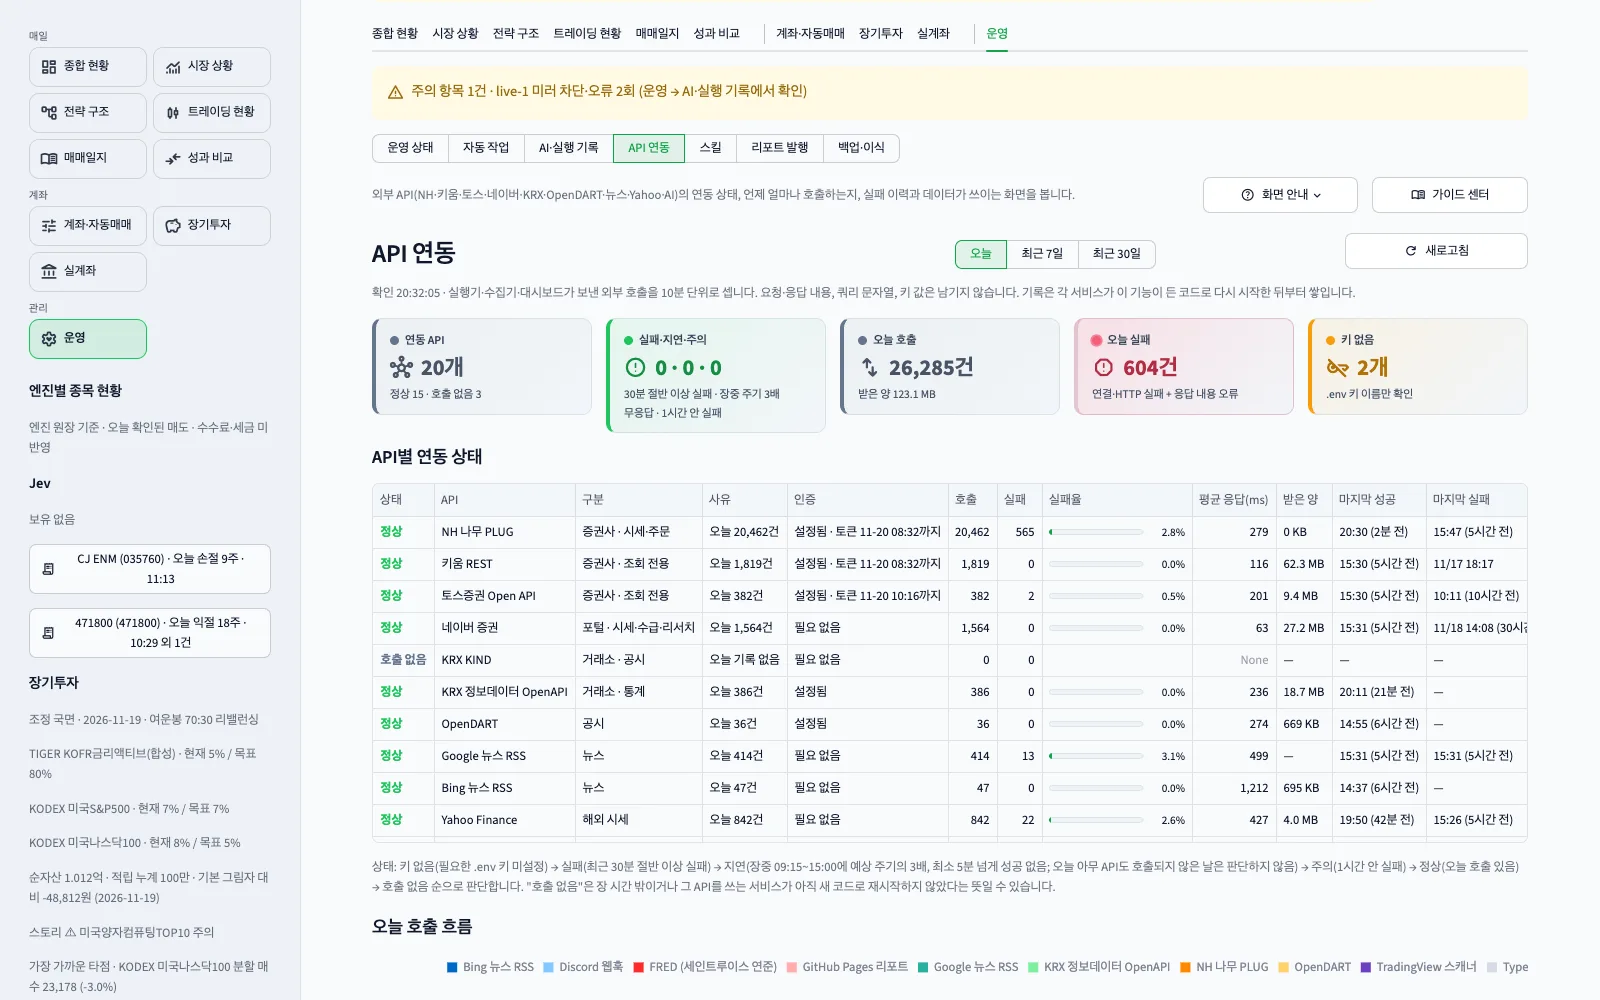 매일
종합 현황
시장 상황
전략 구조
트레이딩 현황
매매일지
성과 비교
계좌
계좌·자동매매
장기투자
실계좌
관리
운영
엔진별 종목 현황
엔진 원장 기준 · 오늘 확인된 매도 · 수수료·세금 미
반영
Jev
보유 없음
CJ ENM (035760) · 오늘 손절 9주 ·
11:13
471800 (471800) · 오늘 익절 18주 ·
10:29 외 1건
장기투자
조정 국면 · 2026-11-19 · 여운봉 70:30 리밸런싱
TIGER KOFR금리액티브(합성) · 현재 5% / 목표
80%
KODEX 미국S&P500 · 현재 7% / 목표 7%
KODEX 미국나스닥100 · 현재 8% / 목표 5%
순자산 1.012억 · 적립 누계 100만 · 기본 그림자 대
비 -48,812원 (2026-11-19)
스토리 ⚠ 미국양자컴퓨팅TOP10 주의
가장 가까운 타점 · KODEX 미국나스닥100 분할 매
수 23,178 (-3.0%)
종합 현황 시장 상황 전략 구조 트레이딩 현황 매매일지 성과 비교 계좌·자동매매 장기투자 실계좌 운영
주의 항목 1건 · live-1 미러 차단·오류 2회 (운영 → AI·실행 기록에서 확인)
운영 상태 자동 작업 AI·실행 기록 API 연동 스킬 리포트 발행 백업·이식
외부 API(NH·키움·토스·네이버·KRX·OpenDART·뉴스·Yahoo·AI)의 연동 상태, 언제 얼마나 호출하는지, 실패 이력과 데이터가 쓰이는 화면을 봅니다.
화면 안내
가이드 센터
API 연동
오늘 최근 7일 최근 30일
새로고침
확인 20:32:05 · 실행기·수집기·대시보드가 보낸 외부 호출을 10분 단위로 셉니다. 요청·응답 내용, 쿼리 문자열, 키 값은 남기지 않습니다. 기록은 각 서비스가 이 기능이 든 코드로 다시 시작한 뒤부터 쌓입니다.
연동 API
20개
정상 15 · 호출 없음 3
실패·지연·주의
0 · 0 · 0
30분 절반 이상 실패 · 장중 주기 3배
무응답 · 1시간 안 실패
오늘 호출
26,285건
받은 양 123.1 MB
오늘 실패
604건
연결·HTTP 실패 + 응답 내용 오류
키 없음
2개
.env 키 이름만 확인
API별 연동 상태
상태 API 구분 사유 인증 호출 실패 실패율 평균 응답(ms) 받은 양 마지막 성공 마지막 실패
정상 NH 나무 PLUG 증권사 · 시세·주문 오늘 20,462건 설정됨 · 토큰 11-20 08:32까지 20,462 565 2.8% 279 0 KB 20:30 (2분 전) 15:47 (5시간 전)
정상 키움 REST 증권사 · 조회 전용 오늘 1,819건 설정됨 · 토큰 11-20 08:32까지 1,819 0 0.0% 116 62.3 MB 15:30 (5시간 전) 11/17 18:17
정상 토스증권 Open API 증권사 · 조회 전용 오늘 382건 설정됨 · 토큰 11-20 10:16까지 382 2 0.5% 201 9.4 MB 15:30 (5시간 전) 10:11 (10시간 전)
정상 네이버 증권 포털 · 시세·수급·리서치 오늘 1,564건 필요 없음 1,564 0 0.0% 63 27.2 MB 15:31 (5시간 전) 11/18 14:08 (30시간
호출 없음 KRX KIND 거래소 · 공시 오늘 기록 없음 필요 없음 0 0 None — — —
정상 KRX 정보데이터 OpenAPI 거래소 · 통계 오늘 386건 설정됨 386 0 0.0% 236 18.7 MB 20:11 (21분 전) —
정상 OpenDART 공시 오늘 36건 설정됨 36 0 0.0% 274 669 KB 14:55 (6시간 전) —
정상 Google 뉴스 RSS 뉴스 오늘 414건 필요 없음 414 13 3.1% 499 — 15:31 (5시간 전) 15:31 (5시간 전)
정상 Bing 뉴스 RSS 뉴스 오늘 47건 필요 없음 47 0 0.0% 1,212 695 KB 14:37 (6시간 전) —
정상 Yahoo Finance 해외 시세 오늘 842건 필요 없음 842 22 2.6% 427 4.0 MB 19:50 (42분 전) 15:26 (5시간 전)
상태: 키 없음(필요한 .env 키 미설정) → 실패(최근 30분 절반 이상 실패) → 지연(장중 09:15~15:00에 예상 주기의 3배, 최소 5분 넘게 성공 없음; 오늘 아무 API도 호출되지 않은 날은 판단하지 않음) → 주의(1시간 안 실패) → 정상(오늘 호출 있음)
→ 호출 없음 순으로 판단합니다. "호출 없음"은 장 시간 밖이거나 그 API를 쓰는 서비스가 아직 새 코드로 재시작하지 않았다는 뜻일 수 있습니다.
오늘 호출 흐름
Bing 뉴스 RSS Discord 웹훅 FRED (세인트루이스 연준) GitHub Pages 리포트 Google 뉴스 RSS KRX 정보데이터 OpenAPI NH 나무 PLUG OpenDART TradingView 스캐너 Type